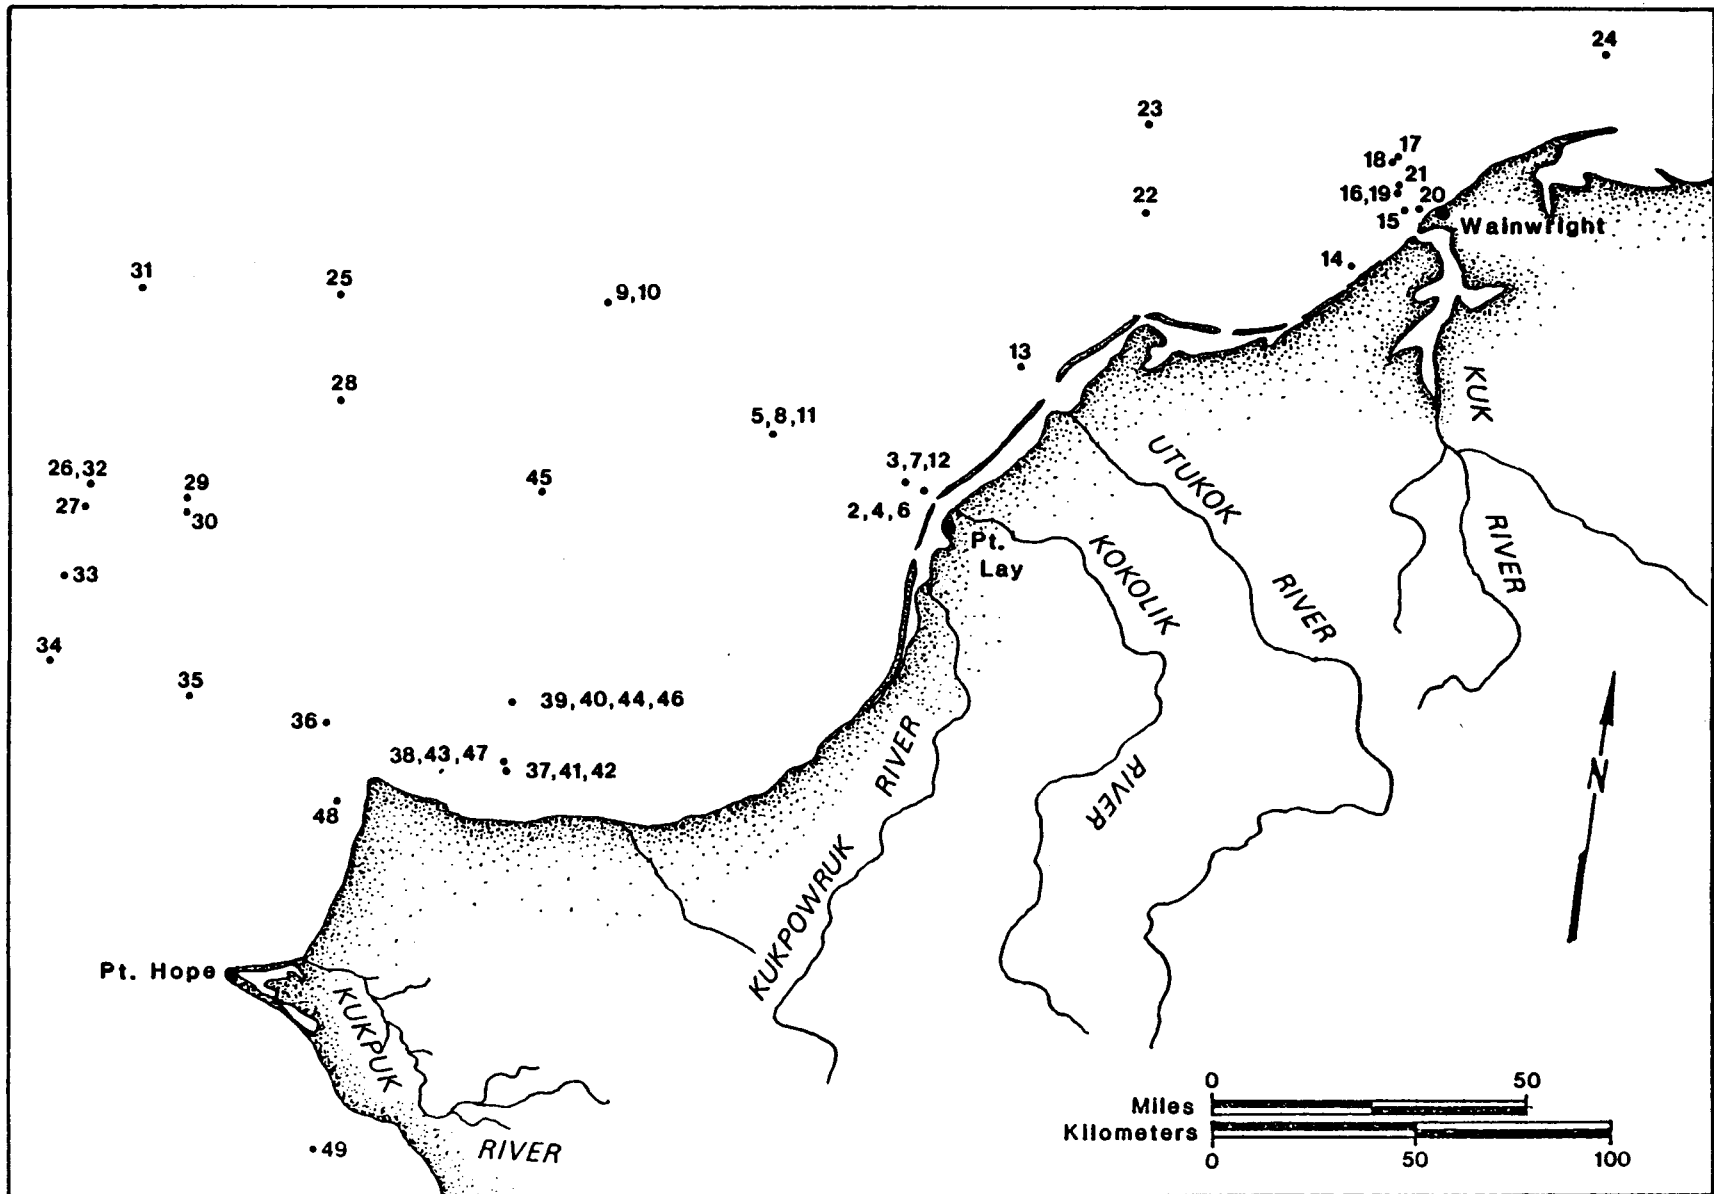 24
23
17
18
21
16,19
20
22
15
Wainwright
14
31
25
9,10
13
28
KUK
5,8,11
UTUKOK
26,32
29
45
3,7,12
27
30
2,4,6
RIVER
Pt.
Lay
KOKOLIK
33
RIVER
34
35
39,40,44,46
36
RIVER
38,43,47
37,41,42
RIVER
N
48
KUKPOWRUK
Pt. Hope
KUKPUK
0 50
Miles
Kilometers
0 50 100
49
RIVER